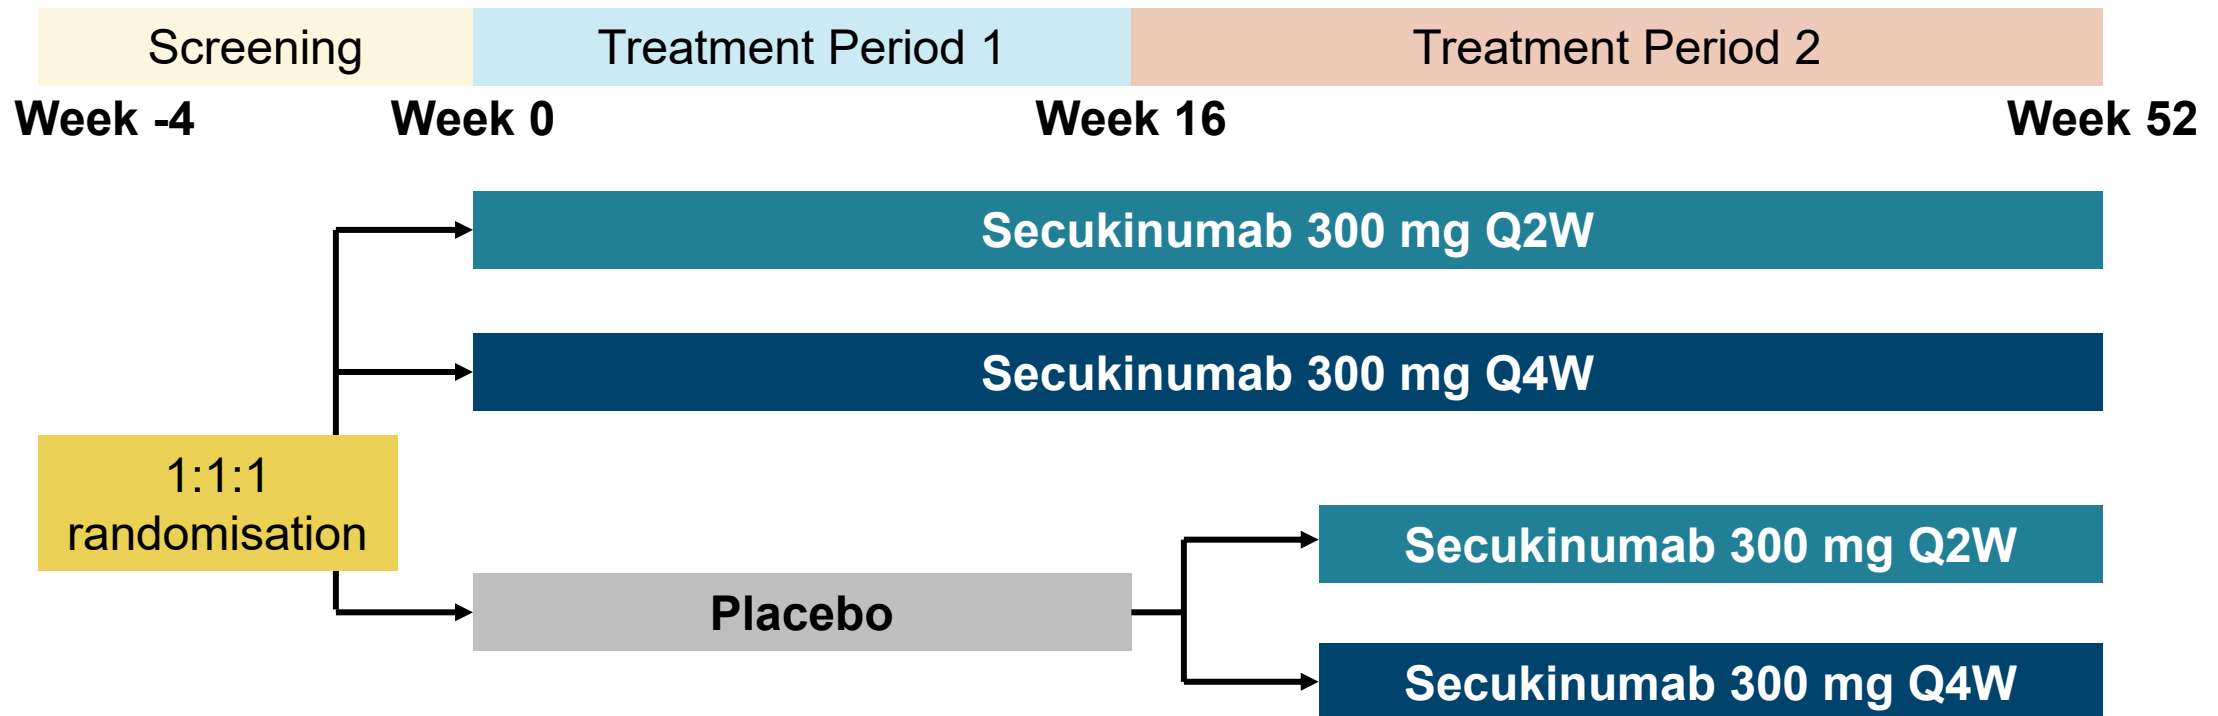 Screening
Treatment Period 1
Treatment Period 2
Week -4
Week 0
Week 16
Week 52
Secukinumab 300 mg Q2W
Secukinumab 300 mg Q4W
1:1:1
randomisation
Placebo
Secukinumab 300 mg Q2W
Secukinumab 300 mg Q4W